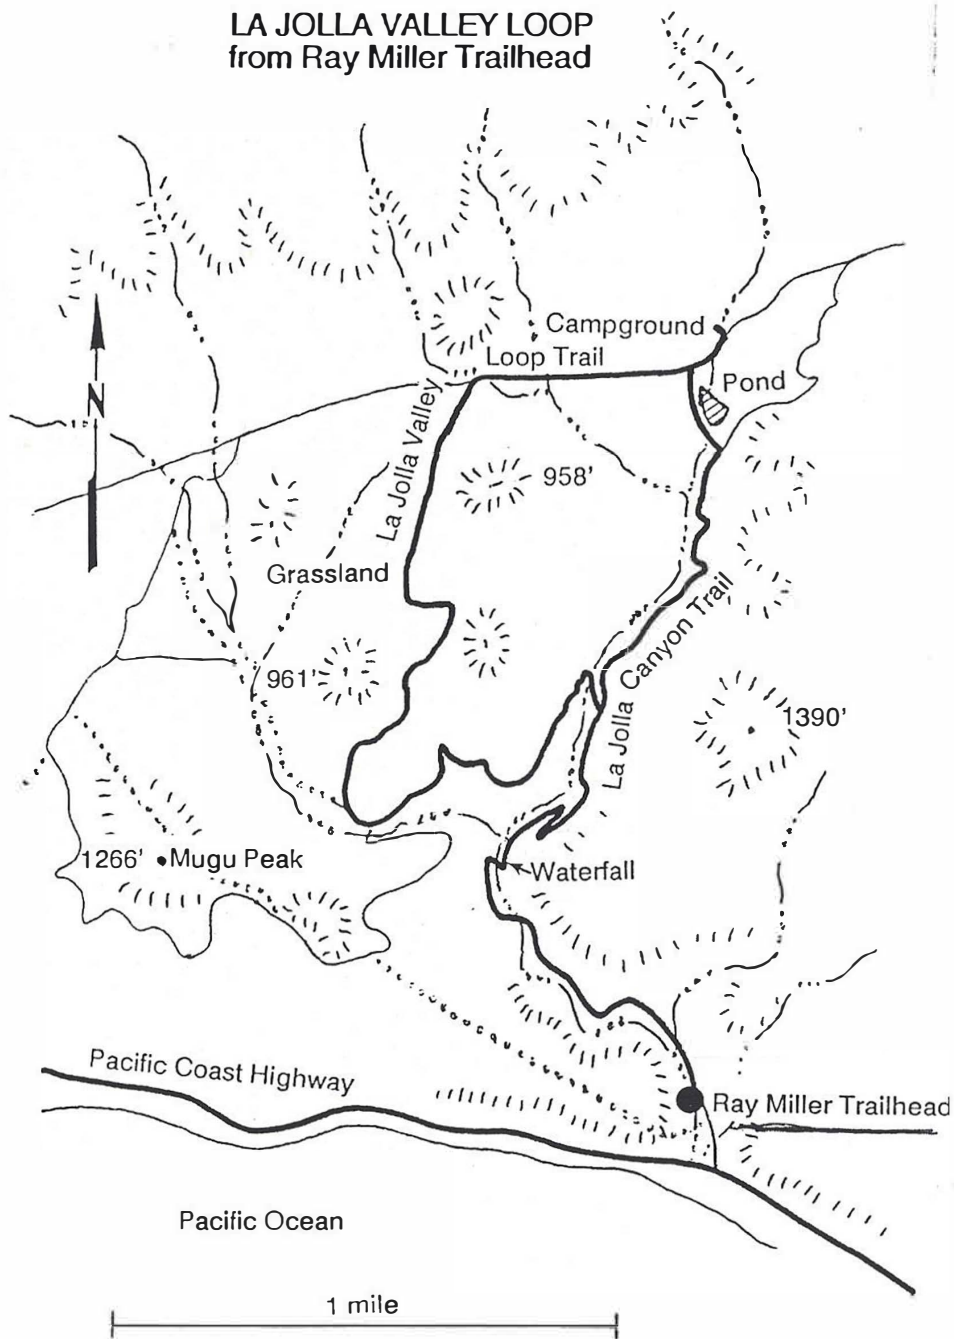 LA JOLLA VALLEY LOOP
from Ray Miller Trailhead
Campground
Loop Trail
Pond
N
La Jolla Valley
958'
Grassland
La Jolla Canyon Trail
961'
1390'
1266'
Mugu Peak
Waterfall
Pacific Coast Highway
Ray Miller Trailhead
Pacific Ocean
1 mile